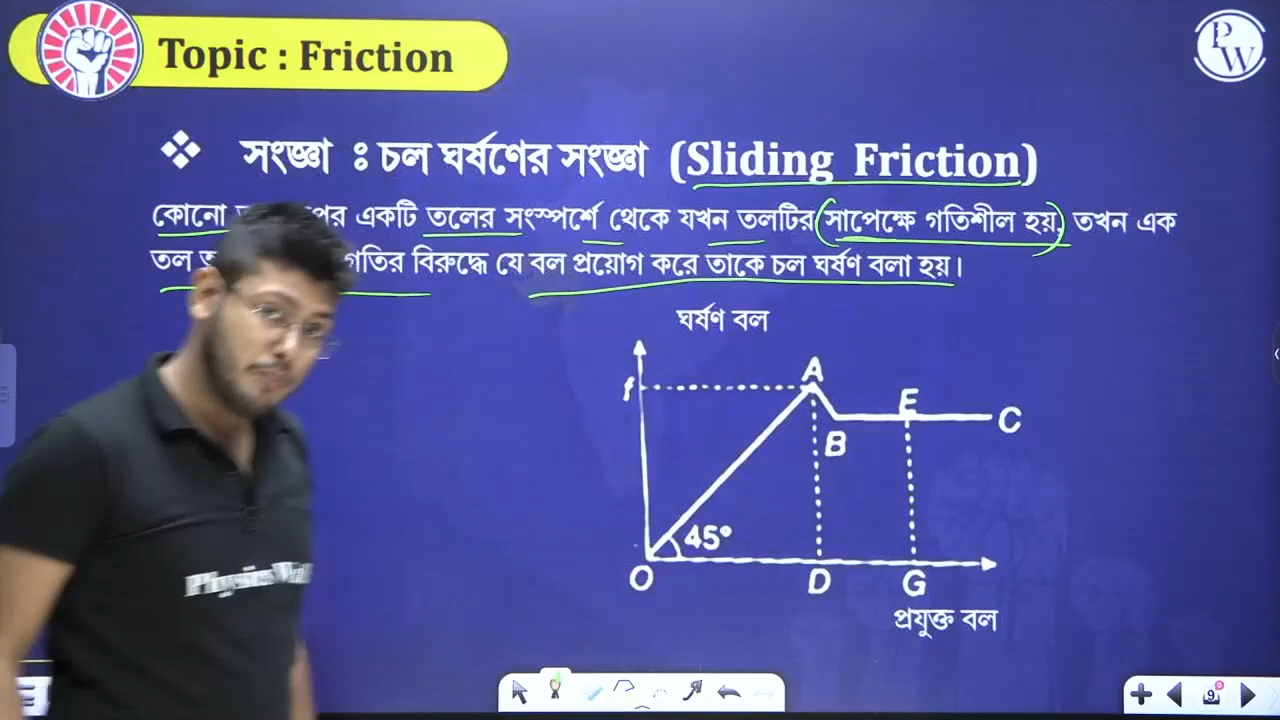 Topic : Friction
PW
সংজ্ঞা ঃ চল ঘর্ষণের সংজ্ঞা (Sliding Friction)
কোনো একটি তলের সংস্পর্শে থেকে যখন তলটির সাপেক্ষে গতিশীল হয়, তখন এক
তল গতির বিরুদ্ধে যে বল প্রয়োগ করে তাকে চল ঘর্ষণ বলা হয়।
ঘর্ষণ বল
A
f
E
C
B
45°
O
D
G
প্রযুক্ত বল
9